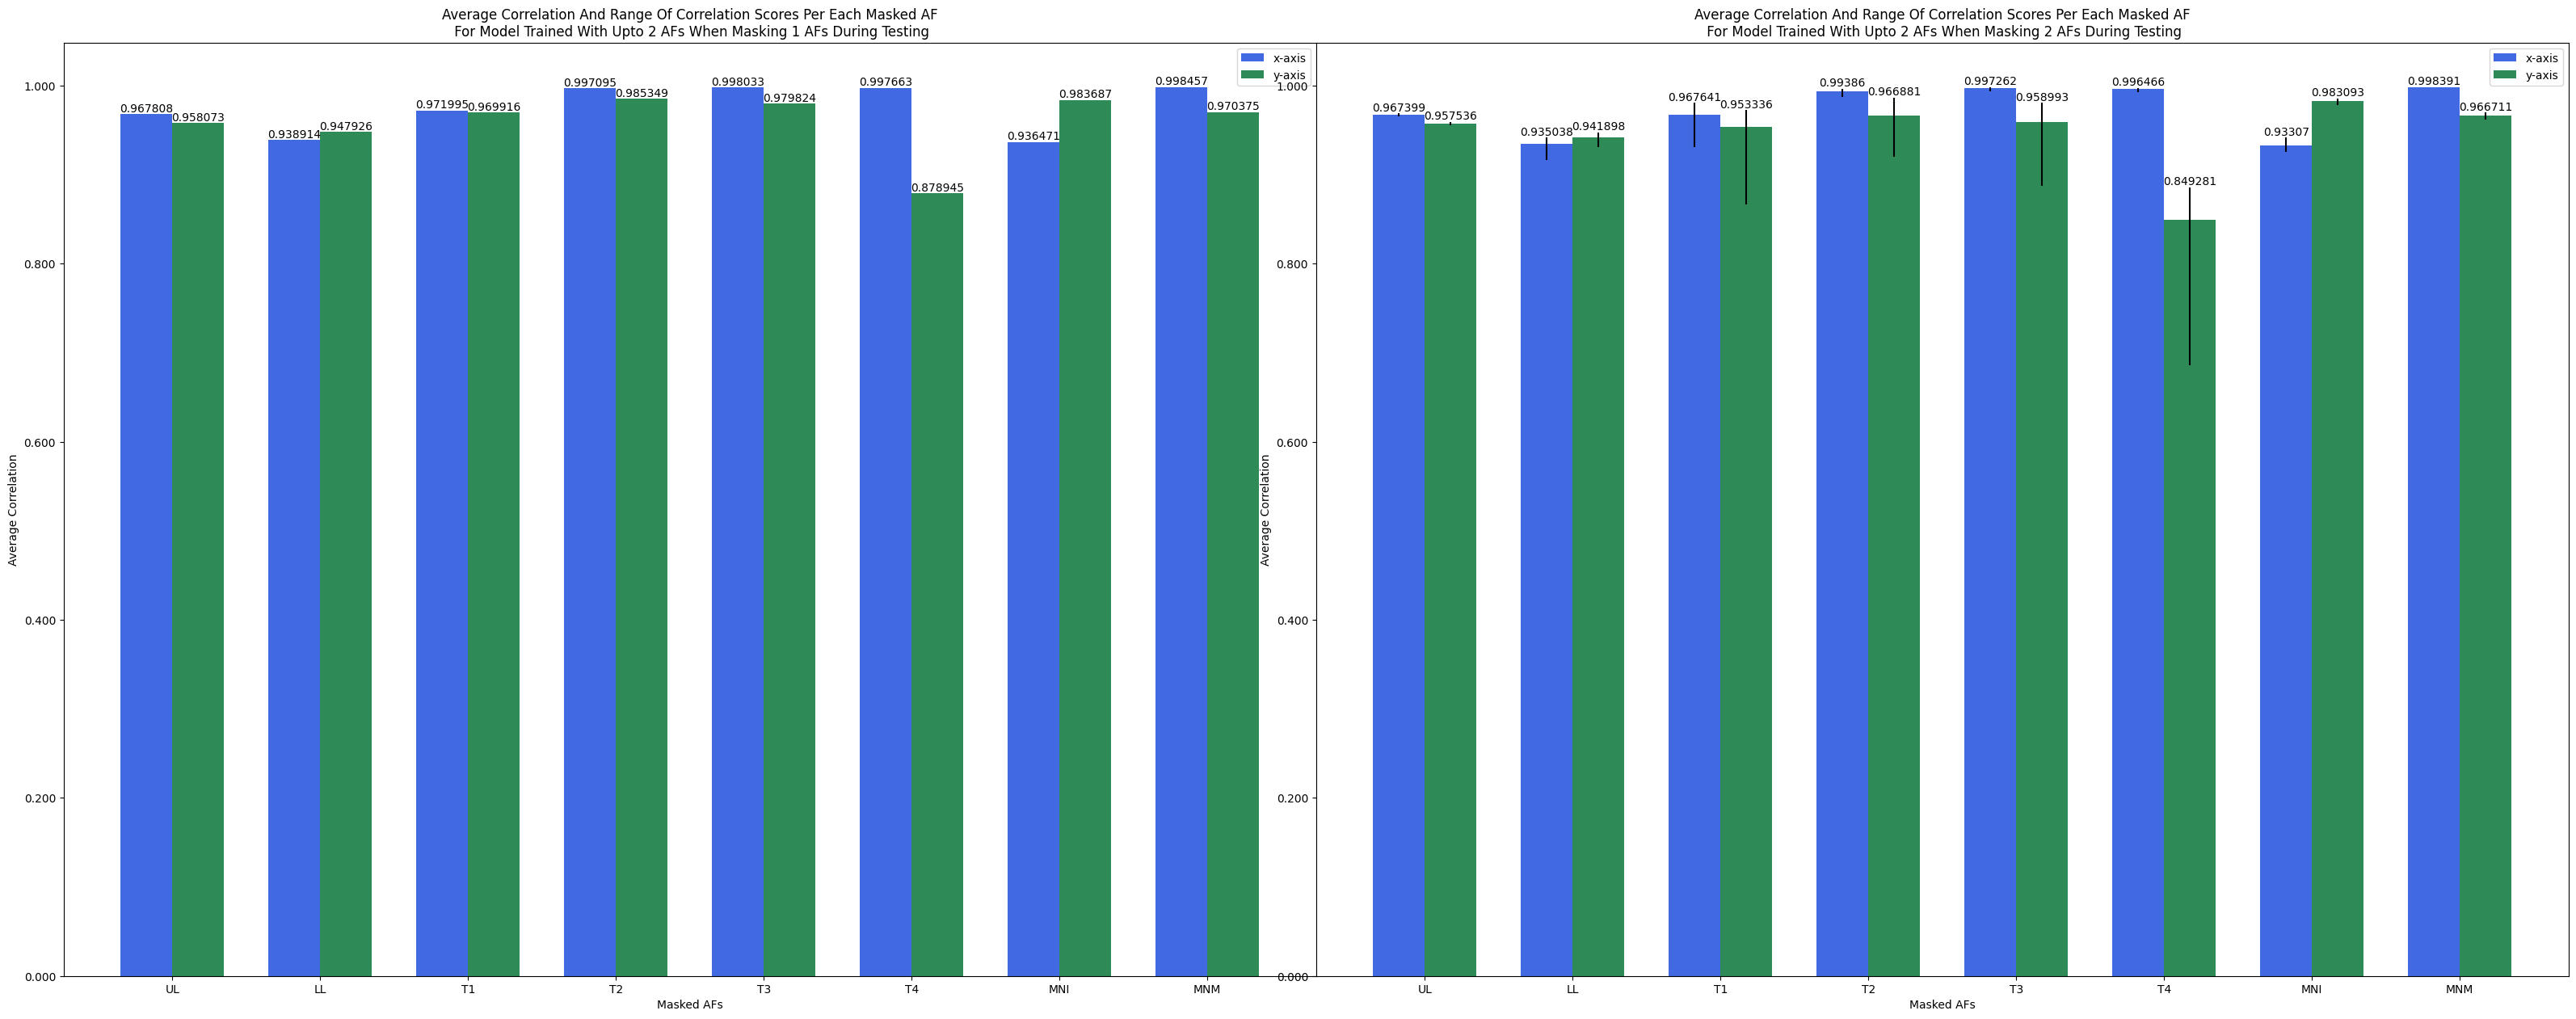 Average Correlation And Range Of Correlation Scores Per Each Masked AF
For Model Trained With Upto 2 AFs When Masking 1 AFs During Testing
x-axis
y-axis
1.000
0.800
0.600
0.400
0.200
0.000
Average Correlation
0.967808
0.958073
0.938914
0.947926
0.971995
0.969916
0.997095
0.985349
0.998033
0.979824
0.997663
0.878945
0.936471
0.983687
0.998457
0.970375
UL
LL
T1
T2
T3
T4
MNI
MNM
Masked AFs
Average Correlation And Range Of Correlation Scores Per Each Masked AF
For Model Trained With Upto 2 AFs When Masking 2 AFs During Testing
x-axis
y-axis
1.000
0.800
0.600
0.400
0.200
0.000
Average Correlation
0.967399
0.957536
0.935038
0.941898
0.967641
0.953336
0.99386
0.966881
0.997262
0.958993
0.996466
0.849281
0.93307
0.983093
0.998391
0.966711
UL
LL
T1
T2
T3
T4
MNI
MNM
Masked AFs